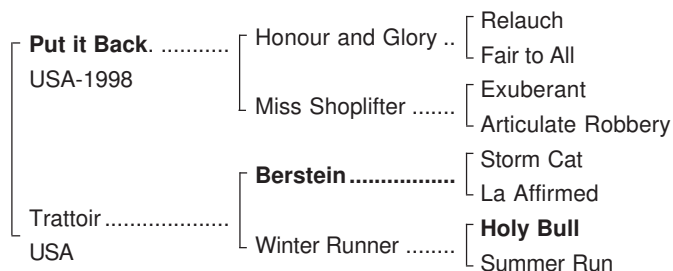 Relauch
Put it Back. ........... Honour and Glory ..
Fair to All
USA-1998
Exuberant
Miss Shoplifter .......
Articulate Robbery
Storm Cat
Berstein..................
La Affirmed
Trattoir.....................
Holy Bull
Winter Runner ........
USA
Summer Run